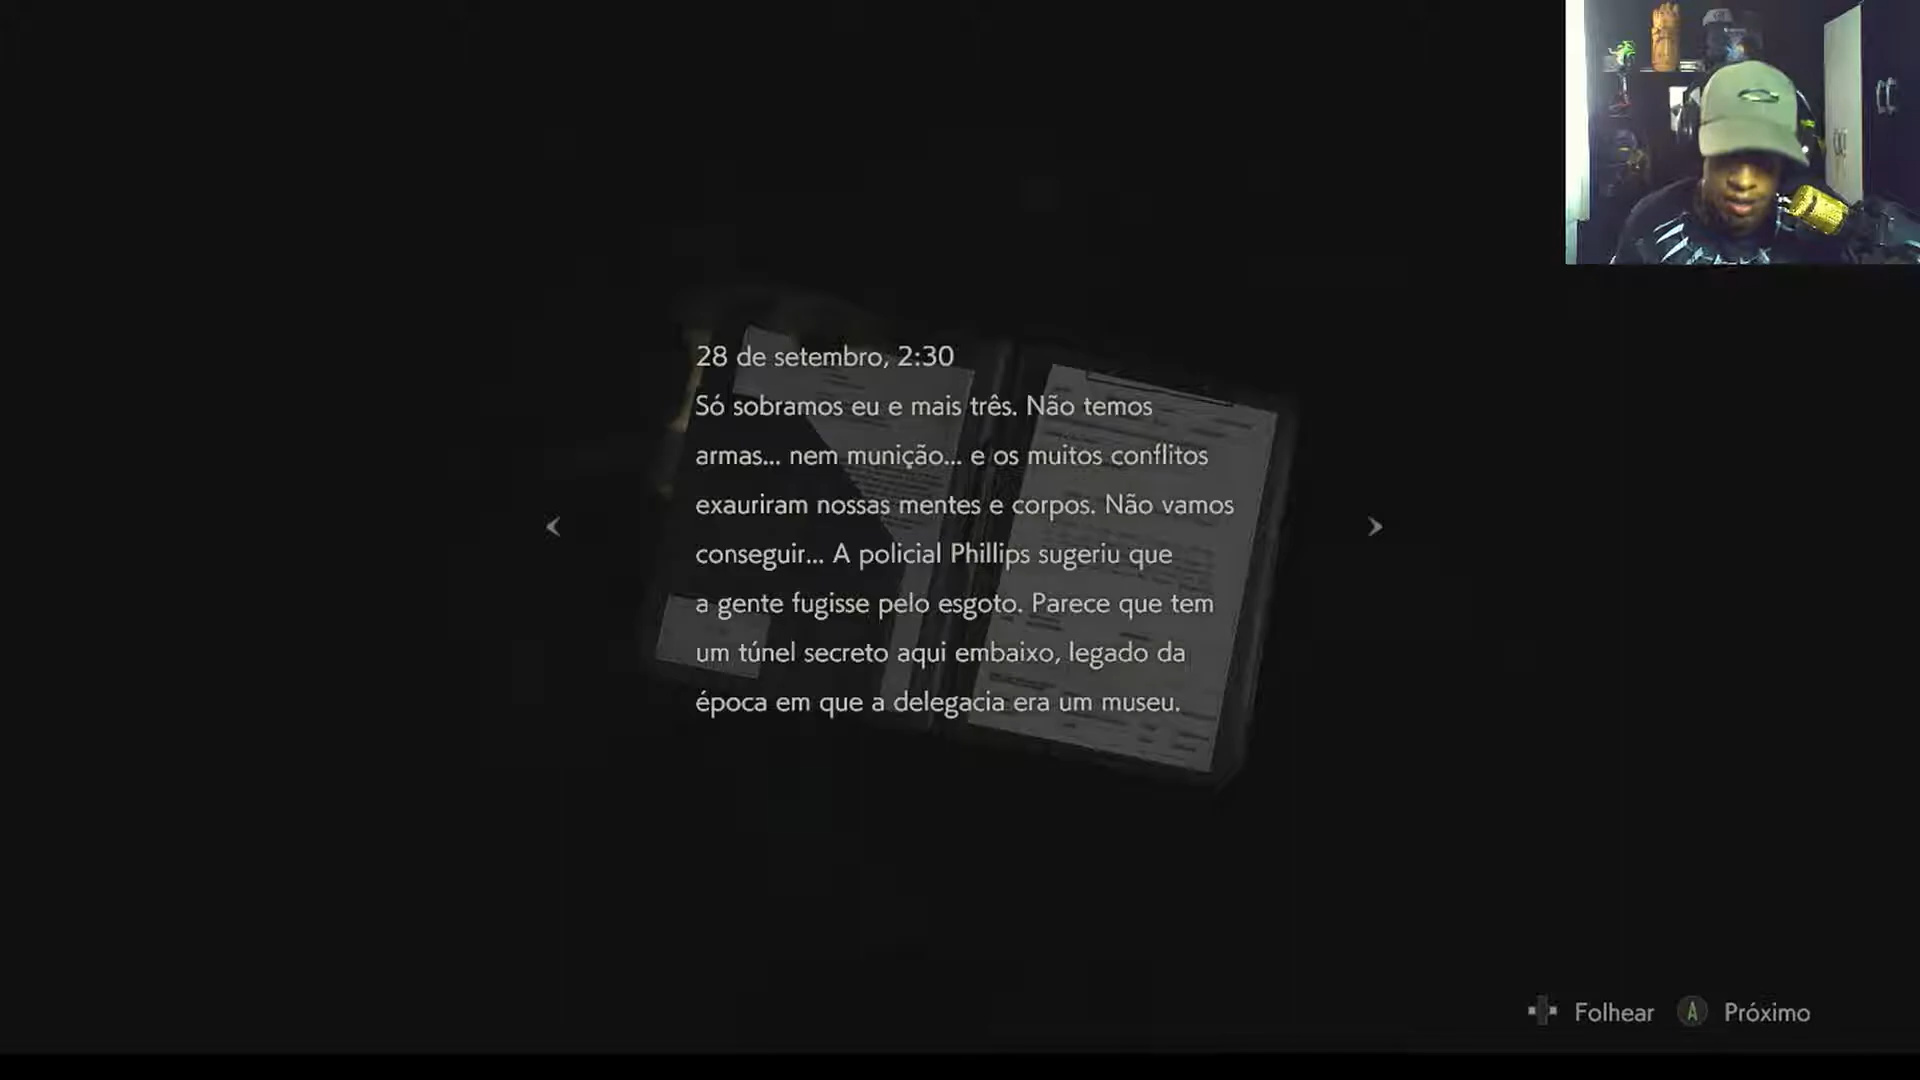 28 de setembro, 2:30
Só sobramos eu e mais três. Não temos
armas... nem munição... e os muitos conflitos
exauriram nossas mentes e corpos. Não vamos
conseguir... A policial Phillips sugeriu que
a gente fugisse pelo esgoto. Parece que tem
um túnel secreto aqui embaixo, legado da
época em que a delegacia era um museu.
Folhear A Próximo